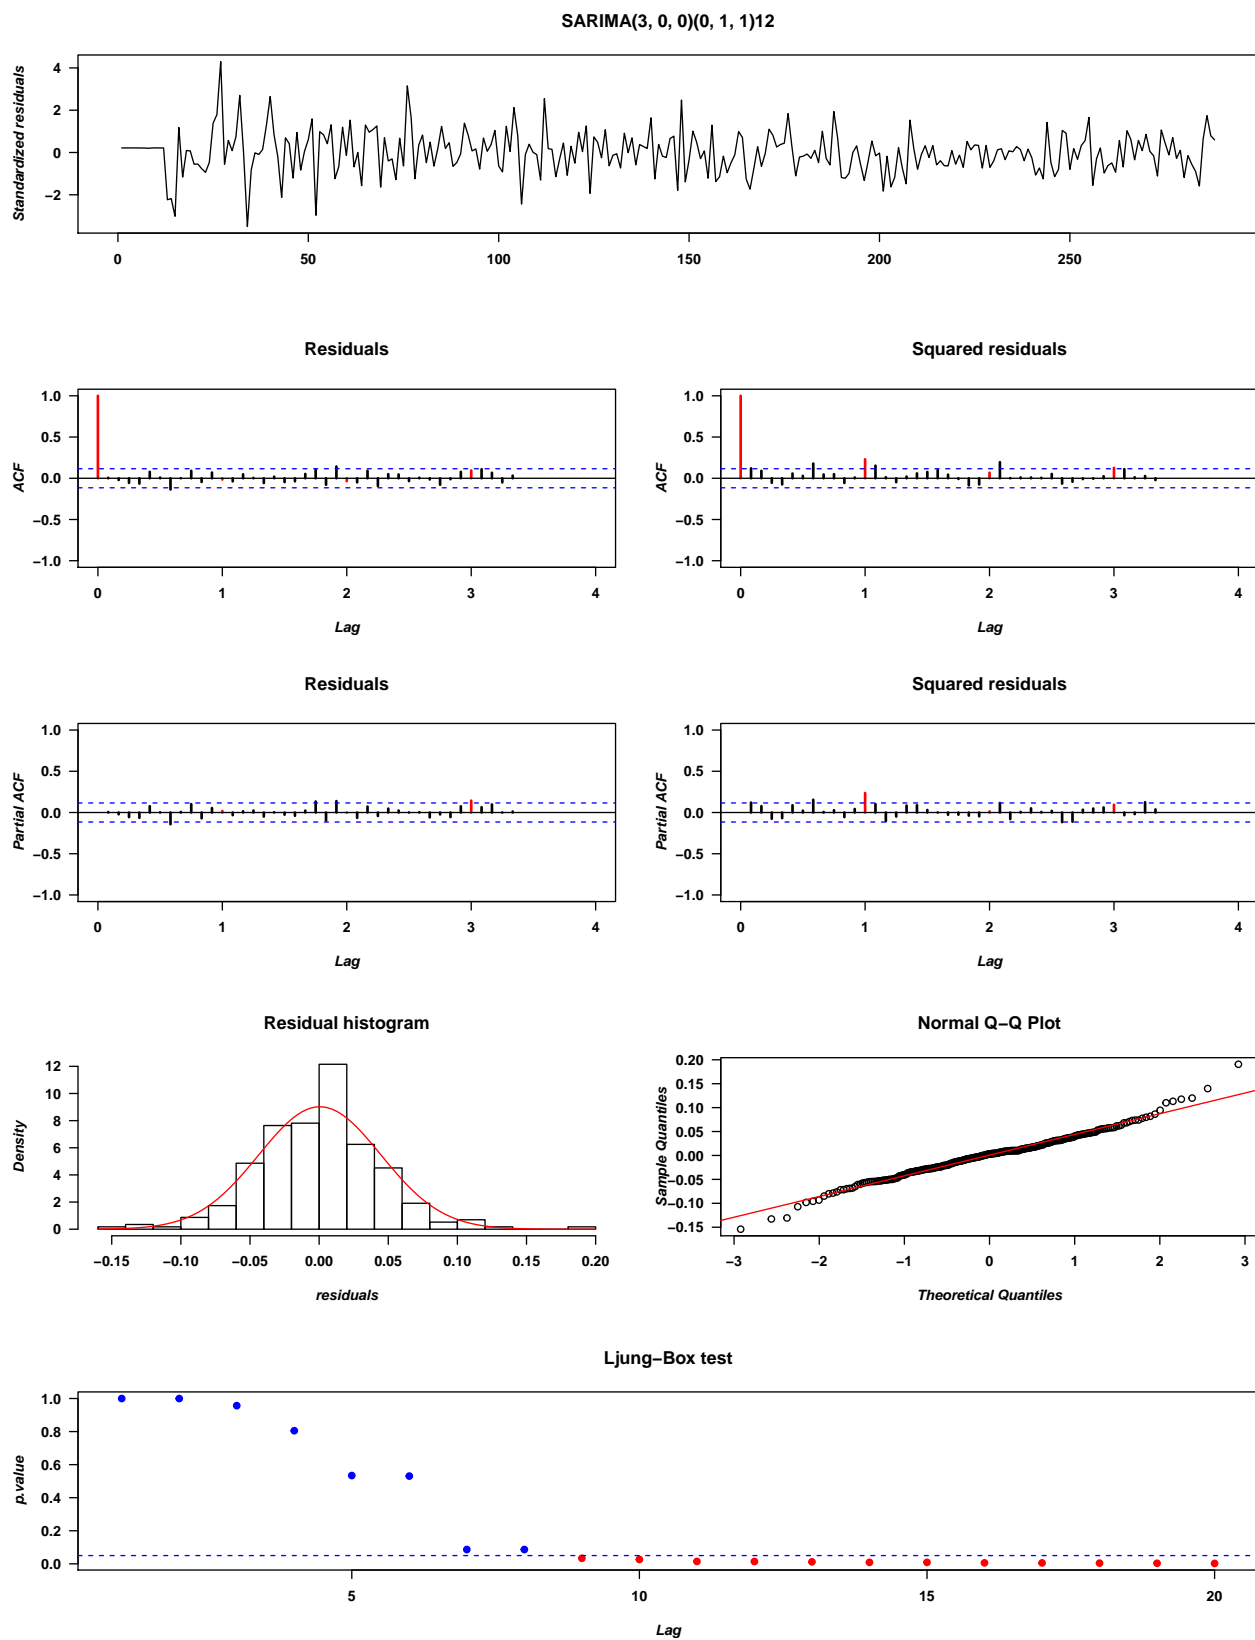 SARIMA(3, 0, 0)(0, 1, 1)12
Standardized residuals
4
2
0
−2
0 50 100 150 200 250
Residuals
ACF
1.0
0.5
0.0
−0.5
−1.0
0 1 2 3 4
Lag
Squared residuals
ACF
1.0
0.5
0.0
−0.5
−1.0
0 1 2 3 4
Lag
Residuals
Partial ACF
1.0
0.5
0.0
−0.5
−1.0
0 1 2 3 4
Lag
Squared residuals
Partial ACF
1.0
0.5
0.0
−0.5
−1.0
0 1 2 3 4
Lag
Residual histogram
Density
12
10
8
6
4
2
0
−0.15 −0.10 −0.05 0.00 0.05 0.10 0.15 0.20
residuals
Normal Q−Q Plot
Sample Quantiles
0.20
0.15
0.10
0.05
0.00
−0.05
−0.10
−0.15
−3 −2 −1 0 1 2 3
Theoretical Quantiles
Ljung−Box test
p.value
1.0
0.8
0.6
0.4
0.2
0.0
5 10 15 20
Lag